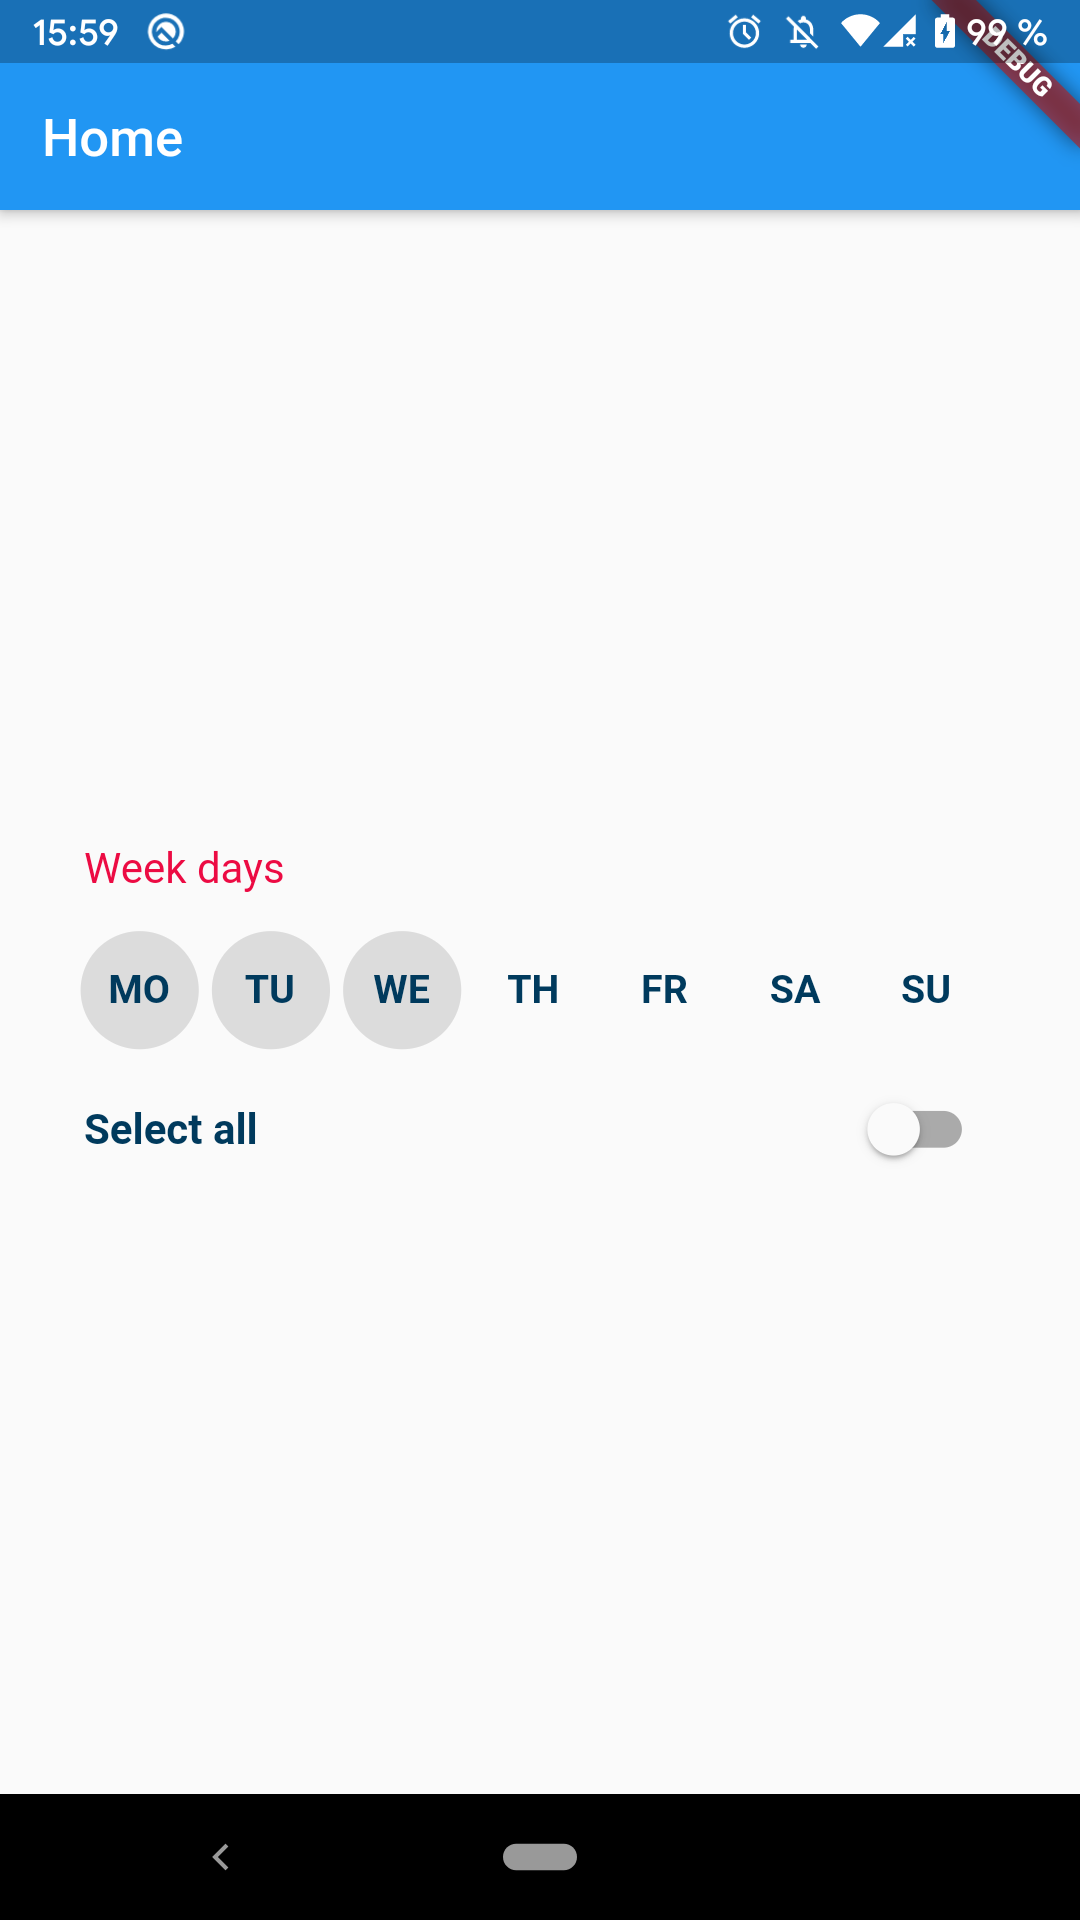 15:59 99 %
DEBUG
Home
Week days
MO TU WE TH FR SA SU
Select all